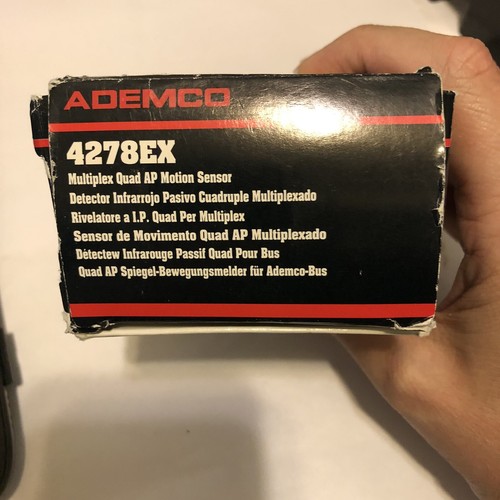 ADEMCO
4278EX
Multiplex Quad AP Motion Sensor
Detector Infrarrojo Pasivo Cuadruple Multiplexado
Rivelatore a I.P. Quad Per Multiplex
Sensor de Movimento Quad AP Multiplexado
Détectew Infrarouge Passif Quad Pour Bus
Quad AP Spiegel-Bewegungsmelder für Ademco-Bus